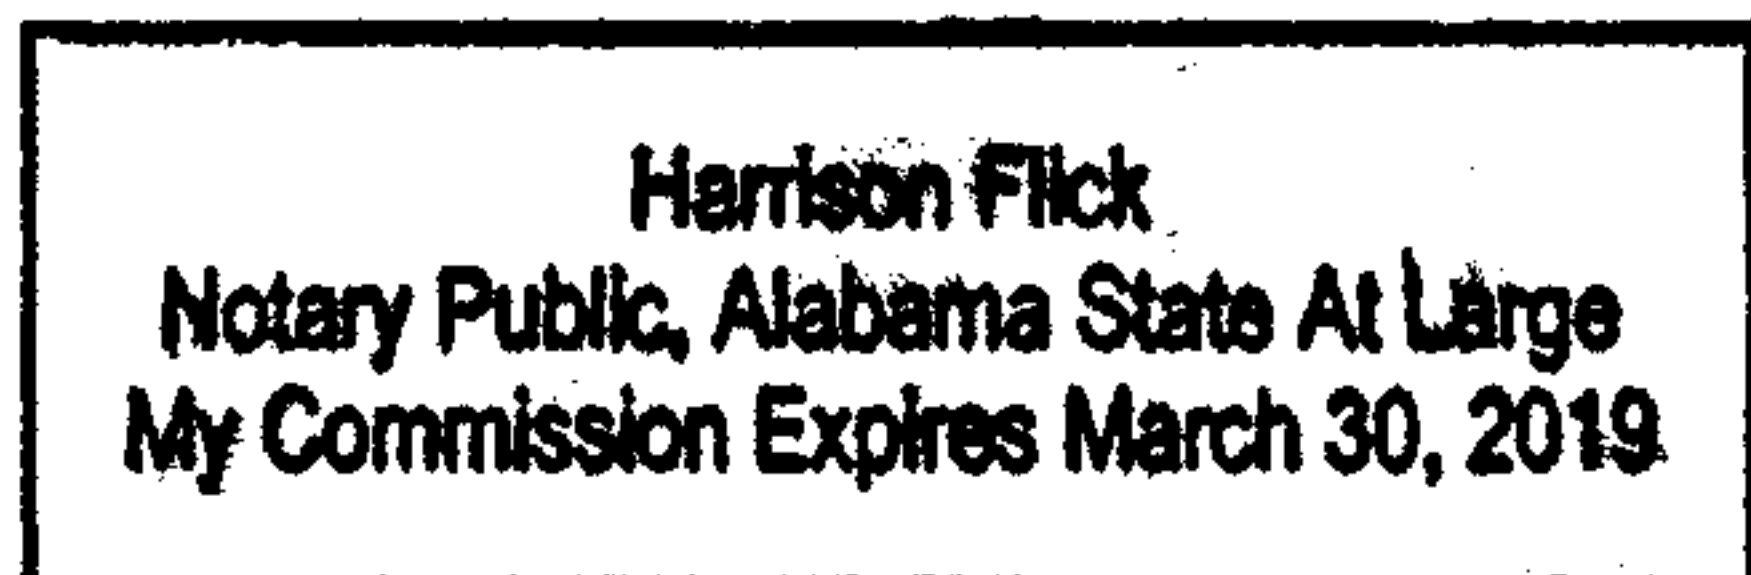 Harrison Flick
Notary Public, Alabama State At Large
My Commission Expires March 30, 2019